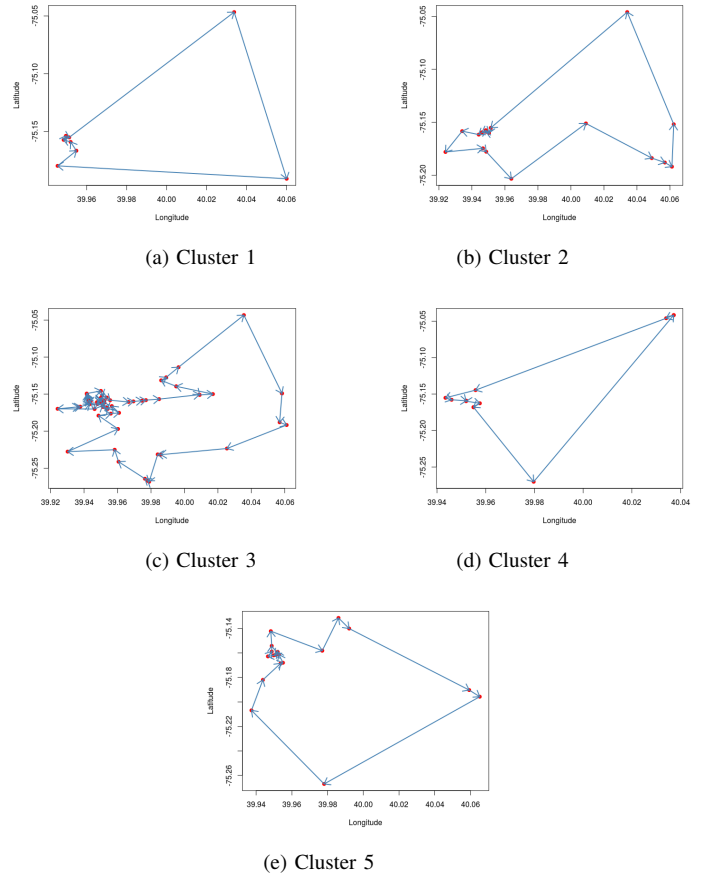 -75.05
-75.10
-75.15
Latitude
39.96 39.98 40.00 40.02 40.04 40.06
Longitude
(a) Cluster 1
-75.05
-75.10
-75.15
-75.20
Latitude
39.92 39.94 39.96 39.98 40.00 40.02 40.04 40.06
Longitude
(b) Cluster 2
-75.05
-75.10
-75.15
-75.20
-75.25
Latitude
39.92 39.94 39.96 39.98 40.00 40.02 40.04 40.06
Longitude
(c) Cluster 3
-75.05
-75.10
-75.15
-75.20
-75.25
Latitude
39.94 39.96 39.98 40.00 40.02 40.04
Longitude
(d) Cluster 4
-75.14
-75.18
-75.22
-75.26
Latitude
39.94 39.96 39.98 40.00 40.02 40.04 40.06
Longitude
(e) Cluster 5